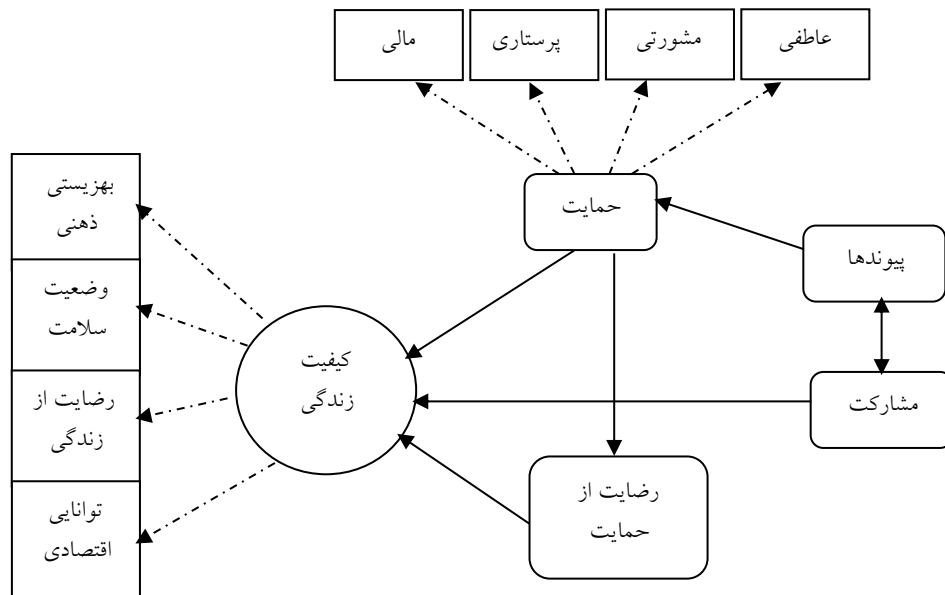 عاطفی
مشورتی
پرستاری
مالی
حمایت
پیوندها
مشارکت
رضایت از
حمایت
کیفیت
زندگی
بهزیستی
ذهنی
وضعیت
سلامت
رضایت از
زندگی
توانایی
اقتصادی